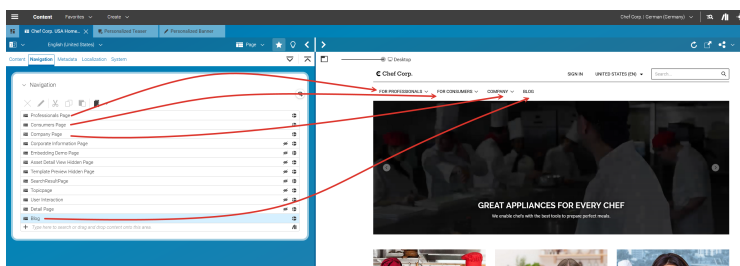 Content Favorites Create Chef Corp. | German (Germany)
Chef Corp. USA Home... Personalized Teaser Personalized Banner
English (United States) Page
Content Navigation Metadata Localization System Desktop
Navigation
Professionals Page
Consumers Page
Company Page
Corporate Information Page
Embedding Demo Page
Asset Detail View Hidden Page
Template Preview Hidden Page
SearchResultPage
Topicpage
User Interaction
Detail Page
Blog
Type here to search or drag and drop content onto this area.
Chef Corp. SIGN IN UNITED STATES (EN) Search...
FOR PROFESSIONALS FOR CONSUMERS COMPANY BLOG
GREAT APPLIANCES FOR EVERY CHEF
We enable chefs with the best tools to prepare perfect meals.